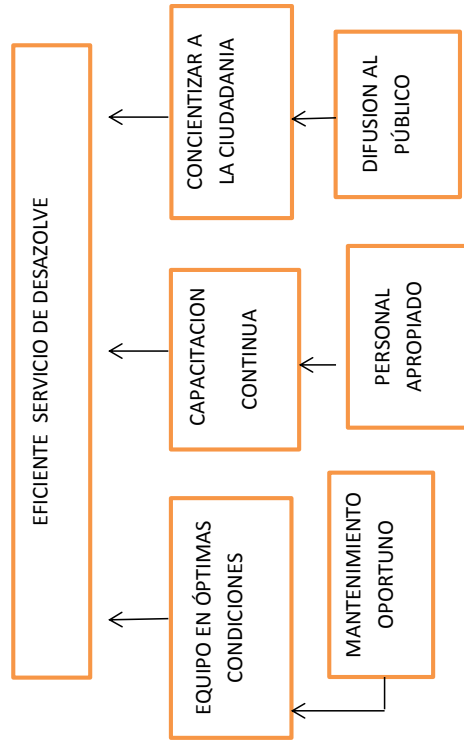 EFICIENTE SERVICIO DE DESAZOLVE
EQUIPO EN ÓPTIMAS
CONDICIONES
CAPACITACION
CONTINUA
CONCIENTIZAR A
LA CIUDADANIA
MANTENIMIENTO
OPORTUNO
PERSONAL
APROPIADO
DIFUSION AL
PÚBLICO